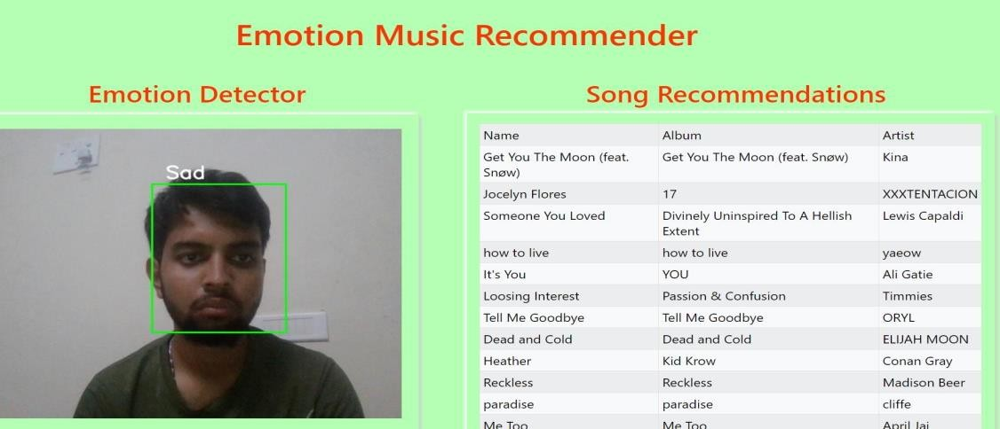 Emotion Music Recommender
Emotion Detector
Sad
Song Recommendations
Name Album Artist
Get You The Moon (feat. Get You The Moon (feat. Snøw) Kina
Snøw)
Jocelyn Flores 17 XXXTENTACION
Someone You Loved Divinely Uninspired To A Hellish Lewis Capaldi
Extent
how to live how to live yaeow
It's You YOU Ali Gatie
Loosing Interest Passion & Confusion Timmies
Tell Me Goodbye Tell Me Goodbye ORYL
Dead and Cold Dead and Cold ELIJAH MOON
Heather Kid Krow Conan Gray
Reckless Reckless Madison Beer
paradise paradise cliffe
Me Too Me Too April Jai